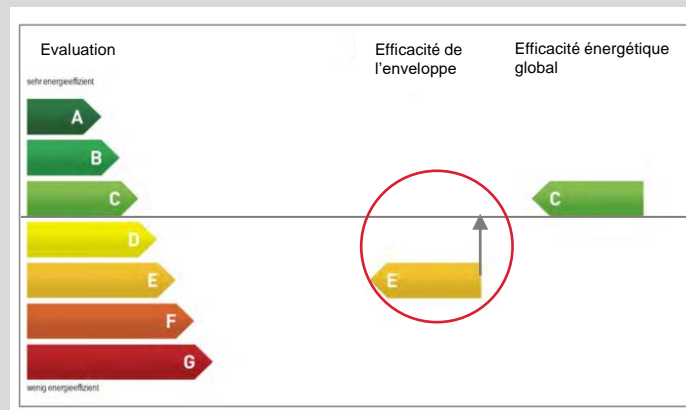 Evaluation
Efficacité de
l'enveloppe
Efficacité énergétique
global
sehr energieeffizient
A
B
C
C
D
E
E
F
G
wenig energieeffizient